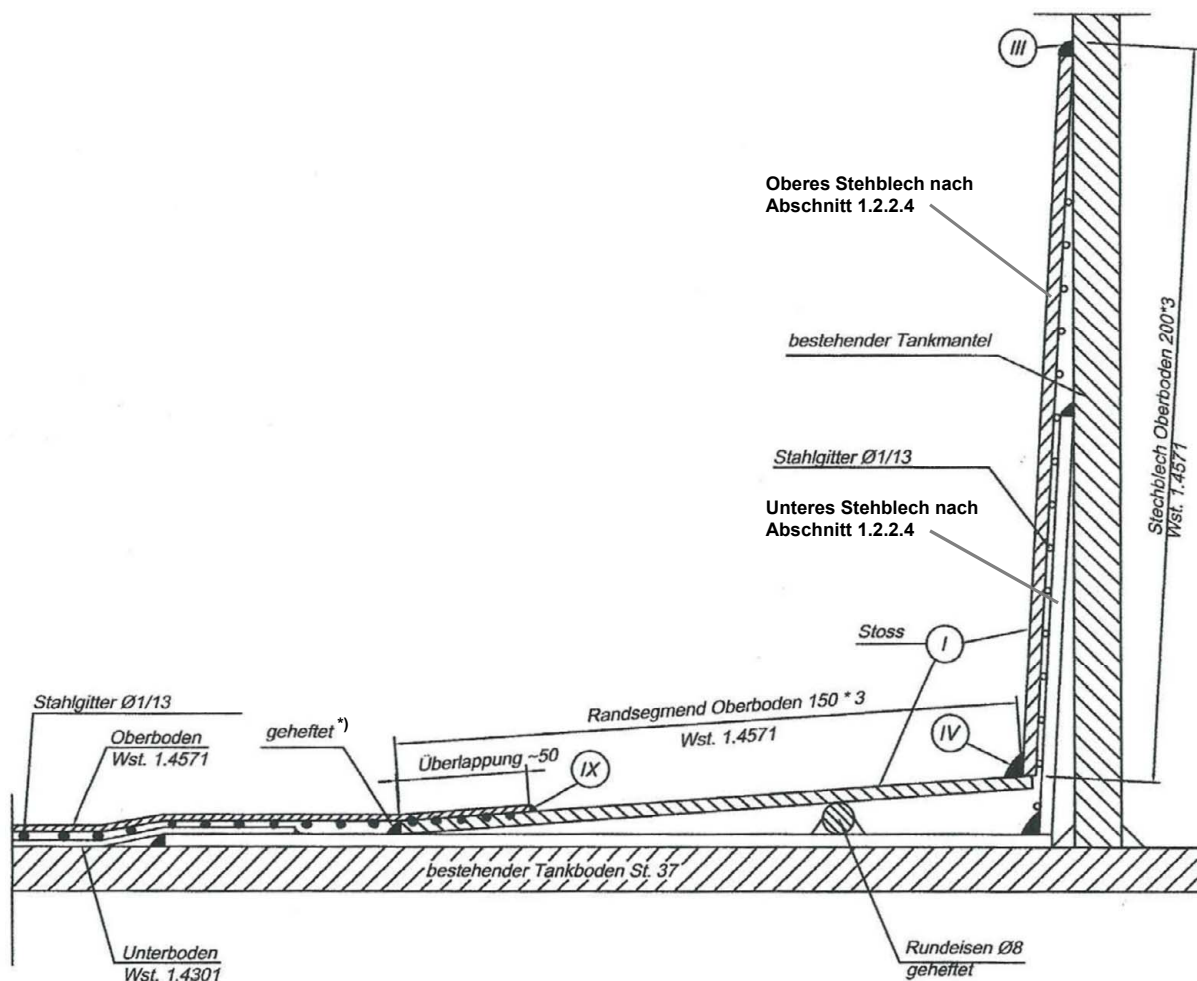 III
Oberes Stehblech nach
Abschnitt 1.2.2.4
bestehender Tankmantel
Stechblech Oberboden 200*3
Wst. 1.4571
Stahlgitter Ø1/13
Unteres Stehblech nach
Abschnitt 1.2.2.4
Stoss
I
Stahlgitter Ø1/13
Oberboden
Wst. 1.4571
geheftet *)
Randsegmend Oberboden 150 * 3
Wst. 1.4571
Überlappung ~50
IX
IV
bestehender Tankboden St. 37
Unterboden
Wst. 1.4301
Rundeisen Ø8
geheftet